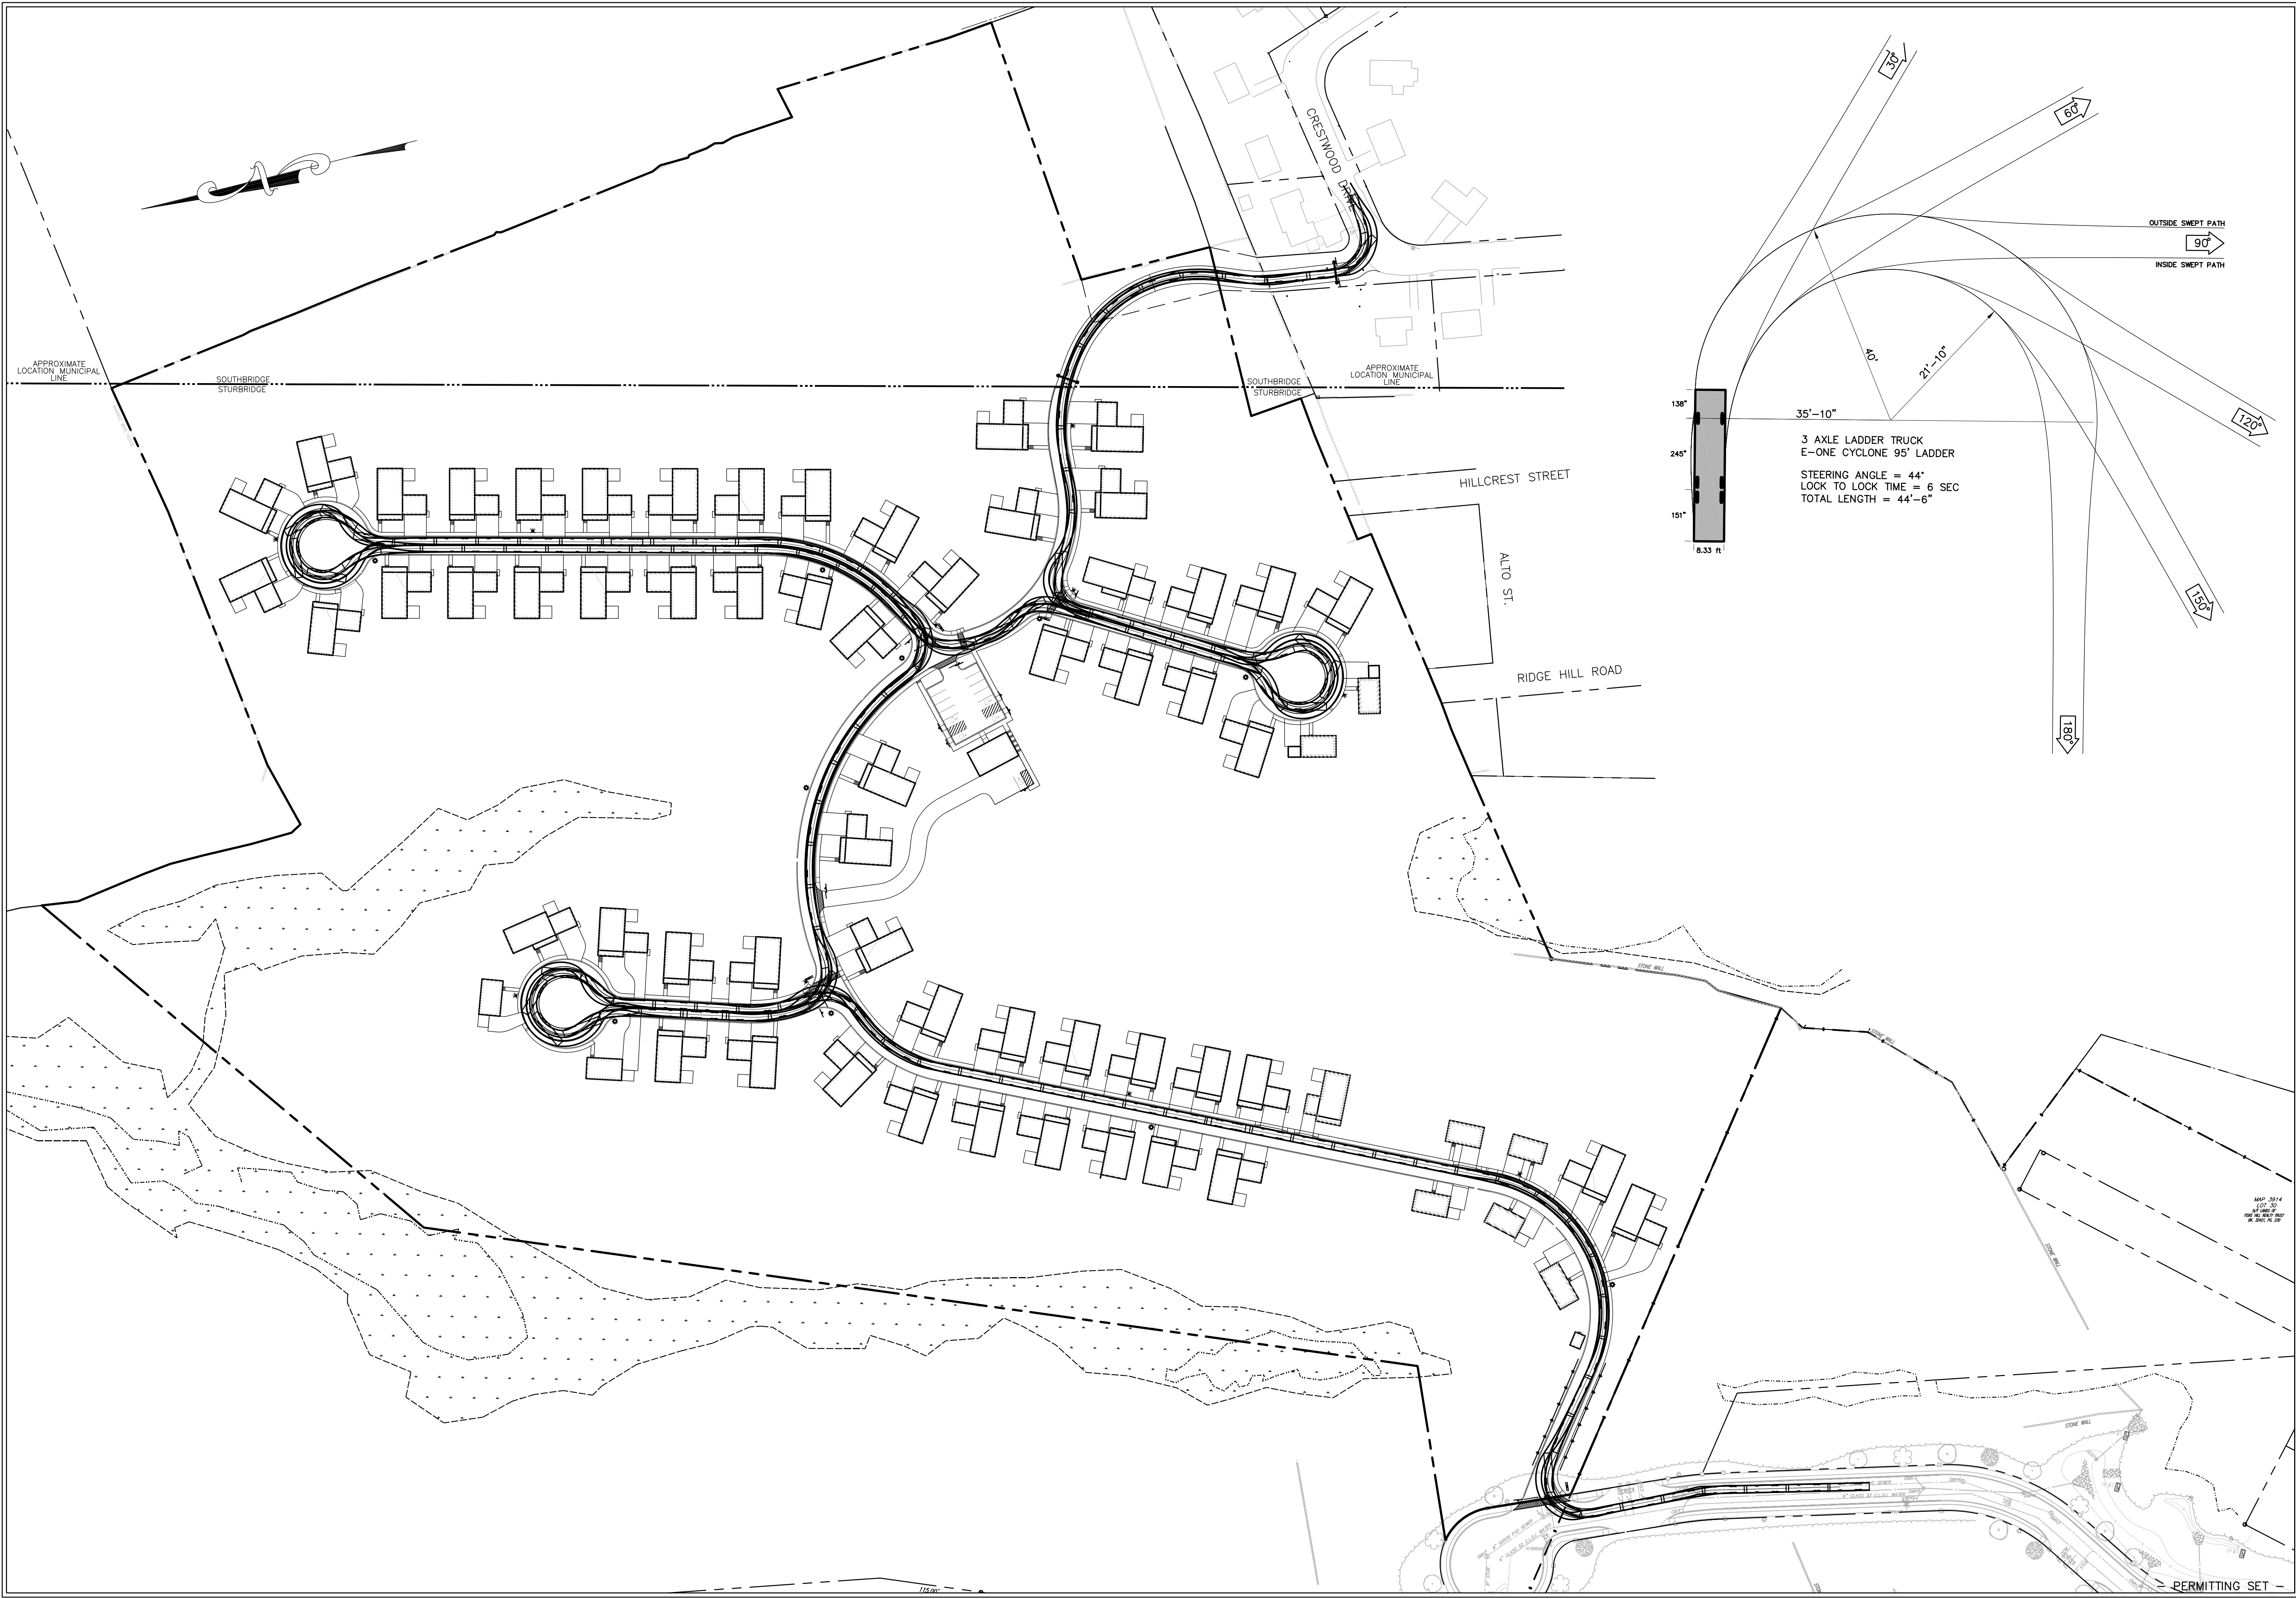 N
CRESTWOOD DRIVE
APPROXIMATE
LOCATION MUNICIPAL
LINE
SOUTHBRIDGE
STURBRIDGE
SOUTHBRIDGE
STURBRIDGE
APPROXIMATE
LOCATION MUNICIPAL
LINE
HILLCREST STREET
ALTO ST.
RIDGE HILL ROAD
30°
60°
OUTSIDE SWEPT PATH
90°
INSIDE SWEPT PATH
120°
150°
180°
40"
21'-10"
35'-10"
138"
245"
151"
8.33 ft
3 AXLE LADDER TRUCK
E-ONE CYCLONE 95' LADDER
STEERING ANGLE = 44°
LOCK TO LOCK TIME = 6 SEC
TOTAL LENGTH = 44'-6"
STONE WALL
STONE WALL
STONE WALL
STONE WALL
MAP 3914
LOT 30
115.00'
- PERMITTING SET -